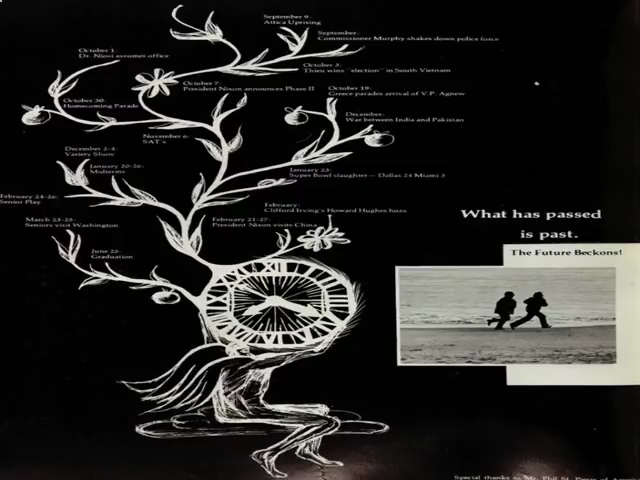 September 9:
Attica Uprising
September:
Commissioner Murphy shakes down police force
October 1:
Dr. Niosi assumes office
October 3:
Thieu wins "election" in South Vietnam
October 7:
President Nixon announces Phase II
October 19:
Greece parades arrival of V.P. Agnew
October 30:
Homecoming Parade
December:
War between India and Pakistan
November 6:
SAT's
December 2-4:
Variety Show
January 20-26:
Midterms
January 23:
Super Bowl slaughter — Dallas 24 Miami 3
February 24-26:
Senior Play
February:
Clifford Irving's Howard Hughes hoax
March 23-25:
Seniors visit Washington
February 21-27:
President Nixon visits China
June 25:
Graduation
What has passed
is past.
The Future Beckons!
Special thanks to Mr. Phil St.